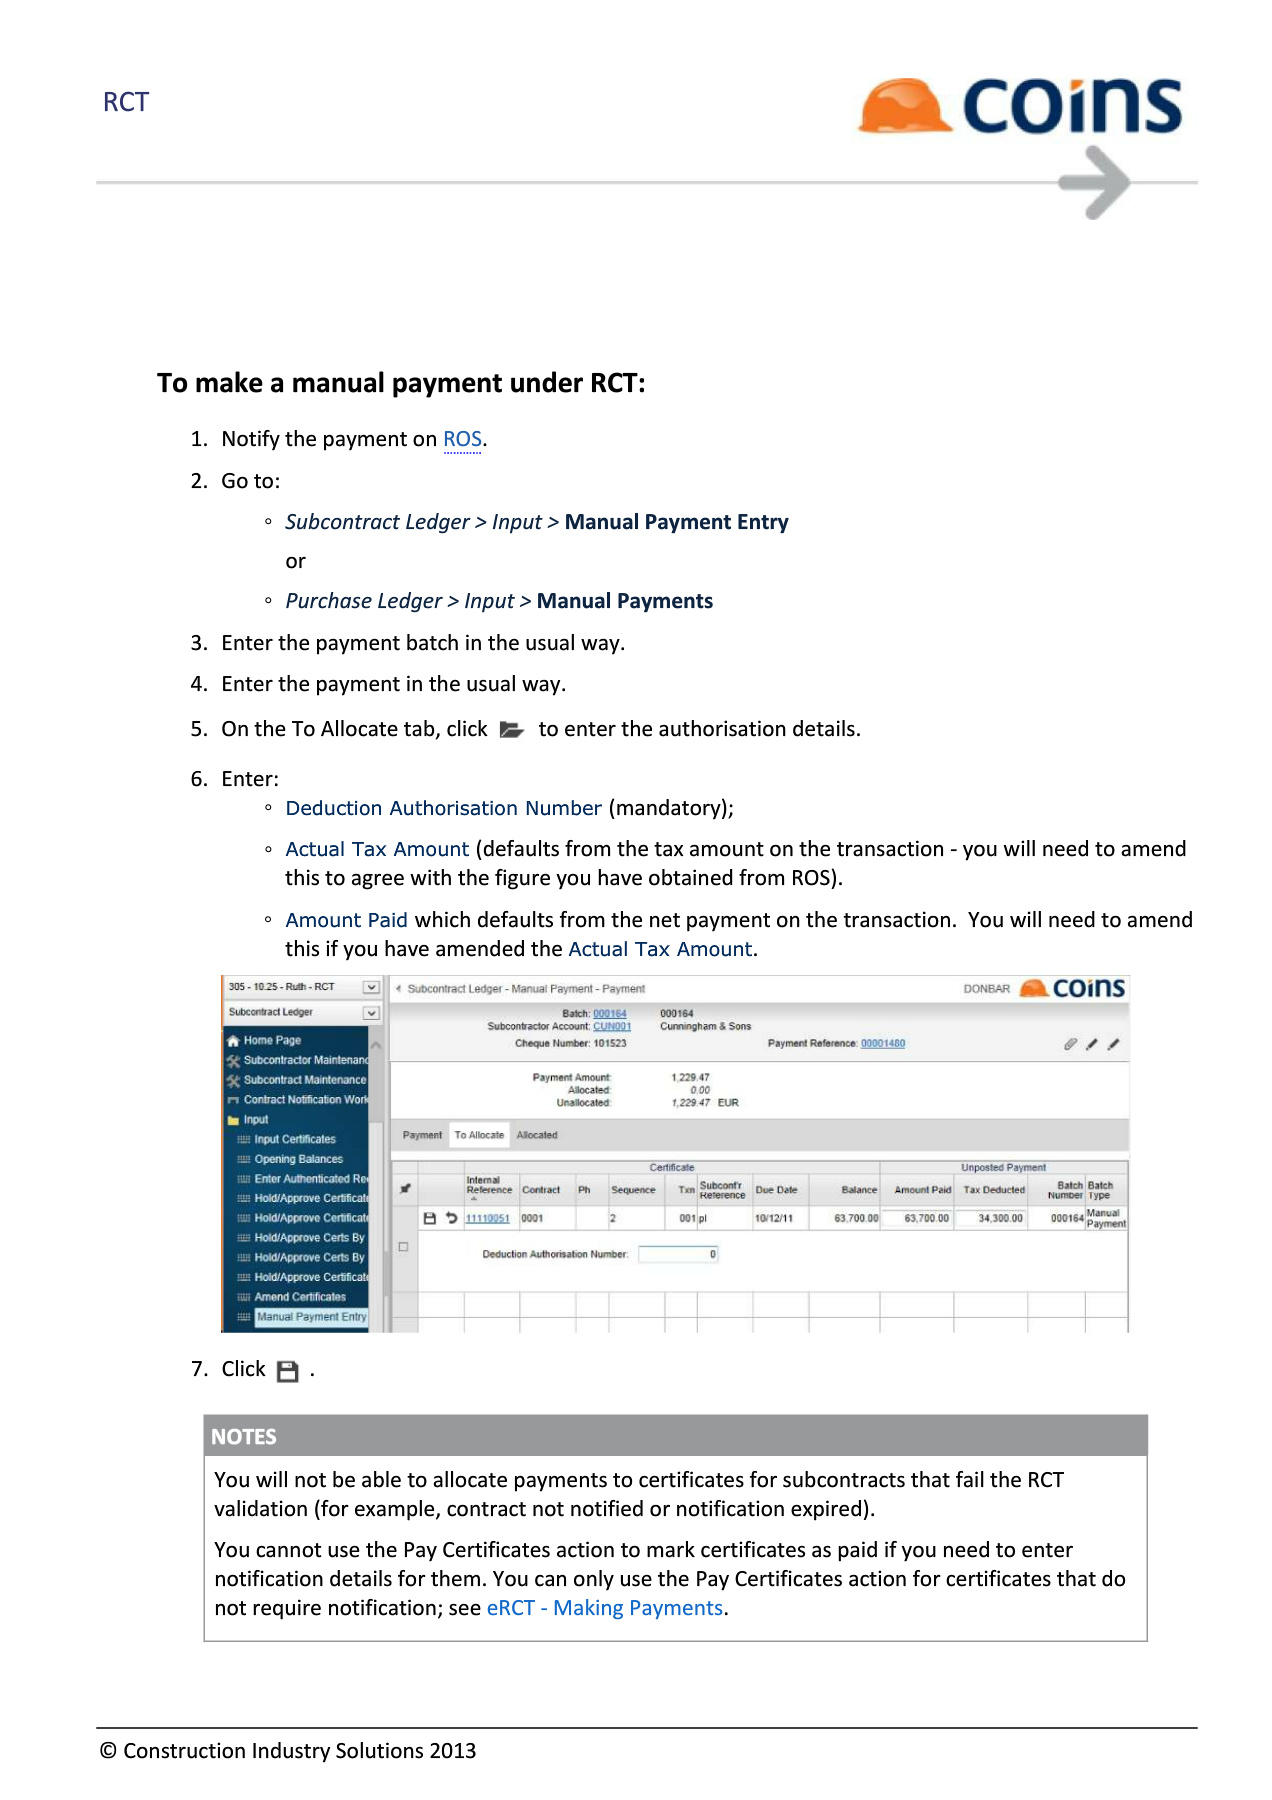 RCT
COINS
To make a manual payment under RCT:
1. Notify the payment on ROS.
2. Go to:
◦ Subcontract Ledger > Input > Manual Payment Entry
or
◦ Purchase Ledger > Input > Manual Payments
3. Enter the payment batch in the usual way.
4. Enter the payment in the usual way.
5. On the To Allocate tab, click to enter the authorisation details.
6. Enter:
◦ Deduction Authorisation Number (mandatory);
◦ Actual Tax Amount (defaults from the tax amount on the transaction - you will need to amend
this to agree with the figure you have obtained from ROS).
◦ Amount Paid which defaults from the net payment on the transaction. You will need to amend
this if you have amended the Actual Tax Amount.
305 - 10.25 - Ruth - RCT
Subcontract Ledger
Home Page
Subcontractor Maintenanc
Subcontract Maintenance
Contract Notification Work
Input
Input Certificates
Opening Balances
Enter Authenticated Re
Hold/Approve Certificat
Hold/Approve Certificat
Hold/Approve Certs By
Hold/Approve Certs By
Hold/Approve Certificat
Amend Certificates
Manual Payment Entry
Subcontract Ledger - Manual Payment - Payment
DONBAR COINS
Batch: 000164 000164
Subcontractor Account: CUN001 Cunningham & Sons
Cheque Number: 101523 Payment Reference: 00001480
Payment Amount: 1,229.47
Allocated: 0.00
Unallocated: 1,229.47 EUR
Payment To Allocate Allocated
Certificate Unposted Payment
Internal Reference Contract Ph Sequence Txn Subcont'r Reference Due Date Balance Amount Paid Tax Deducted Batch Number Batch Type
11110051 0001 2 001 pl 10/12/11 63,700.00 63,700.00 34,300.00 000164 Manual Payment
Deduction Authorisation Number: 0
7. Click .
NOTES
You will not be able to allocate payments to certificates for subcontracts that fail the RCT
validation (for example, contract not notified or notification expired).
You cannot use the Pay Certificates action to mark certificates as paid if you need to enter
notification details for them. You can only use the Pay Certificates action for certificates that do
not require notification; see eRCT - Making Payments.
© Construction Industry Solutions 2013